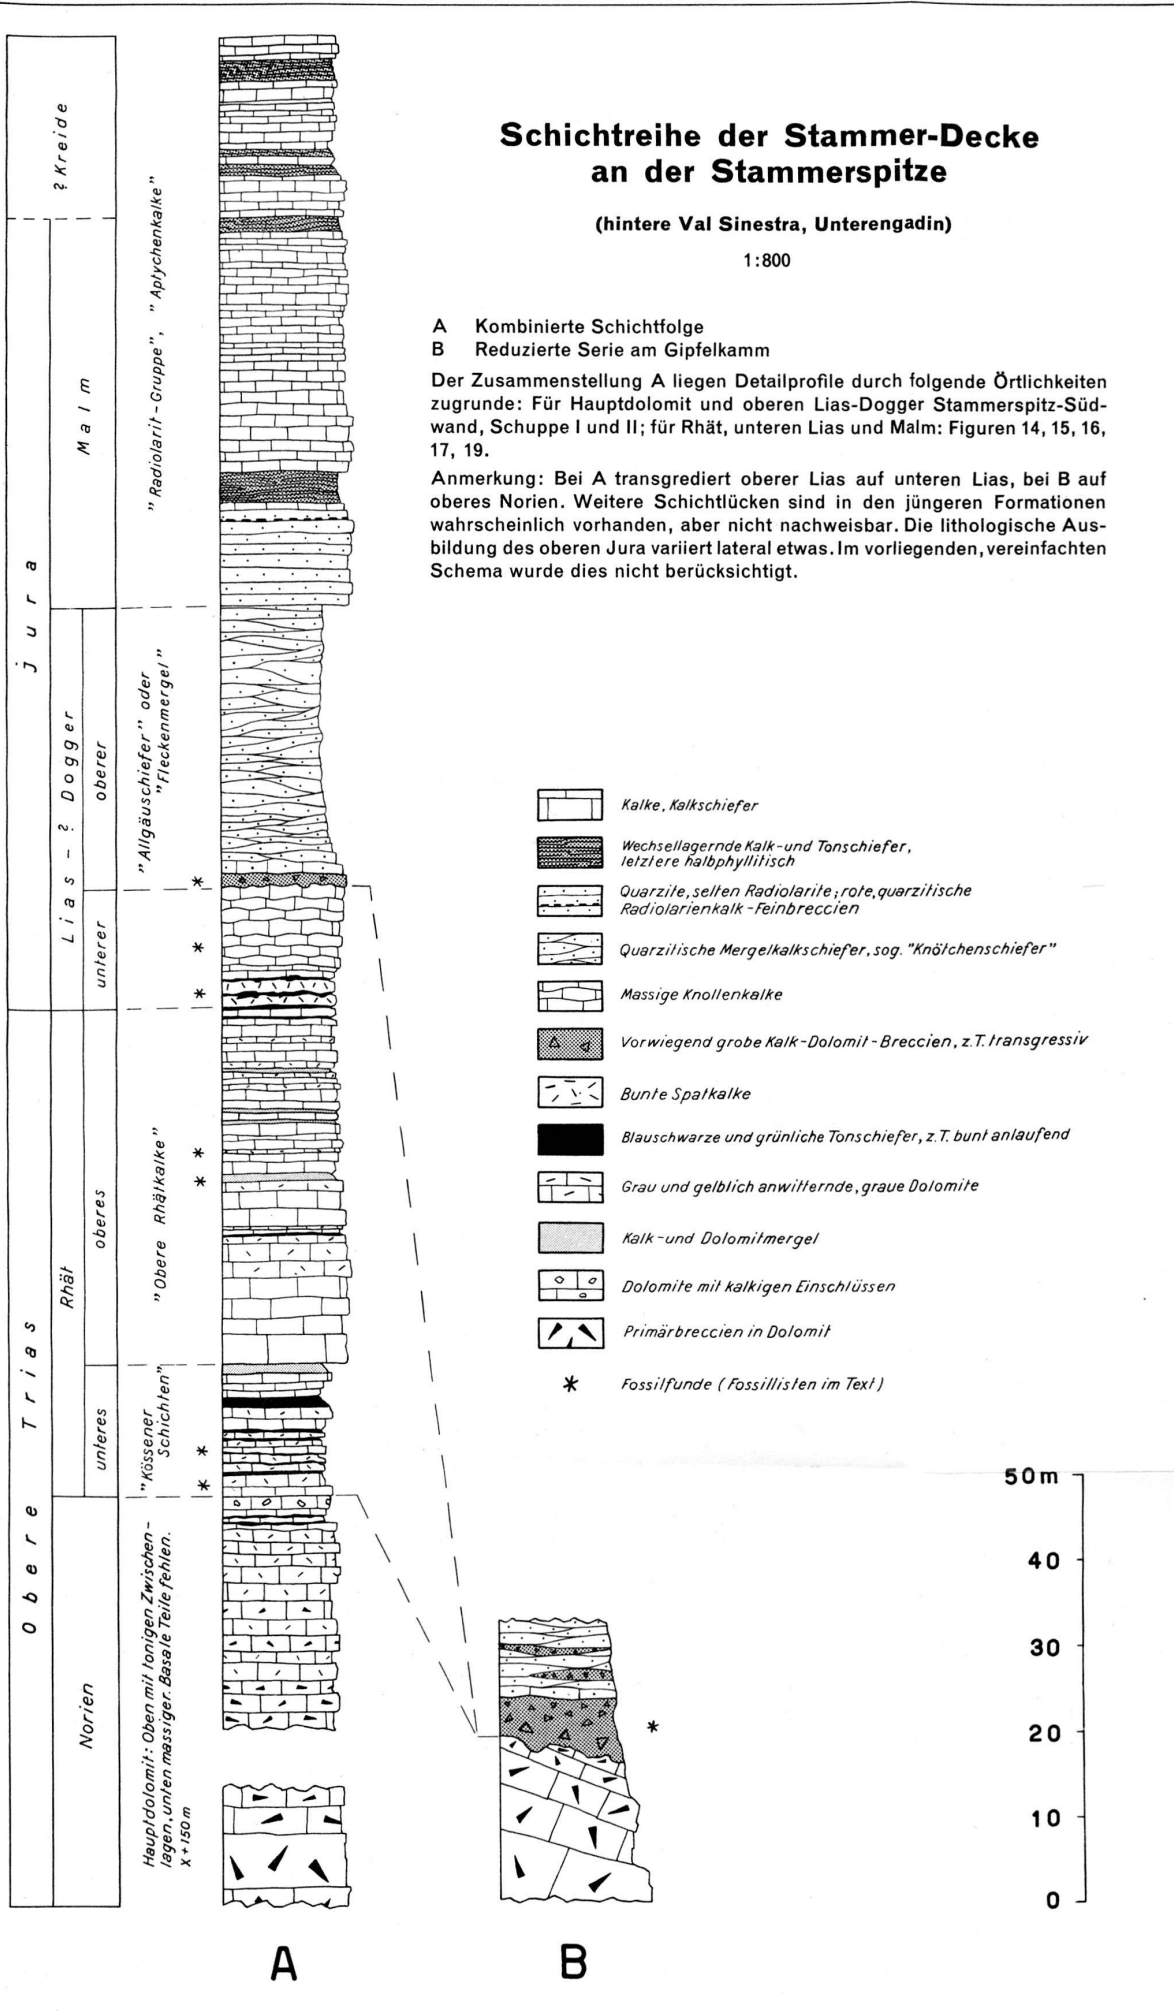 Schichtreihe der Stammer-Decke
an der Stammerspitze
(hintere Val Sinestra, Unterengadin)
1:800
A Kombinierte Schichtfolge
B Reduzierte Serie am Gipfelkamm
Der Zusammenstellung A liegen Detailprofile durch folgende Örtlichkeiten
zugrunde: Für Hauptdolomit und oberen Lias-Dogger Stammerspitz-Süd-
wand, Schuppe I und II; für Rhät, unteren Lias und Malm: Figuren 14, 15, 16,
17, 19.
Anmerkung: Bei A transgrediert oberer Lias auf unteren Lias, bei B auf
oberes Norien. Weitere Schichtlücken sind in den jüngeren Formationen
wahrscheinlich vorhanden, aber nicht nachweisbar. Die lithologische Aus-
bildung des oberen Jura variiert lateral etwas. Im vorliegenden, vereinfachten
Schema wurde dies nicht berücksichtigt.
? Kreide
Malm
Jura
Lias-? Dogger
oberer
unterer
Obere Trias
Rhät
oberes
unteres
Norien
"Radiolarit-Gruppe", "Aptychenkalke"
"Allgäuschiefer" oder
"Fleckenmergel"
"Obere Rhätkalke"
"Kössener
Schichten"
Hauptdolomit: Oben mit tonigen Zwischen-
lagen, unten massiger. Basale Teile fehlen.
X+150m
Kalke, Kalkschiefer
Wechsellagernde Kalk-und Tonschiefer,
letztere halbphyllitisch
Quarzite, selten Radiolarite; rote, quarzitische
Radiolarienkalk-Feinbreccien
Quarzitische Mergelkalkschiefer, sog. "Knötchenschiefer"
Massige Knollenkalke
Vorwiegend grobe Kalk-Dolomit-Breccien, z.T. transgressiv
Bunte Spatkalke
Blauschwarze und grünliche Tonschiefer, z.T. bunt anlaufend
Grau und gelblich anwitternde, graue Dolomite
Kalk-und Dolomitmergel
Dolomite mit kalkigen Einschlüssen
Primärbreccien in Dolomit
* Fossilfunde (Fossillisten im Text)
50m
40
30
20
10
0
A
B